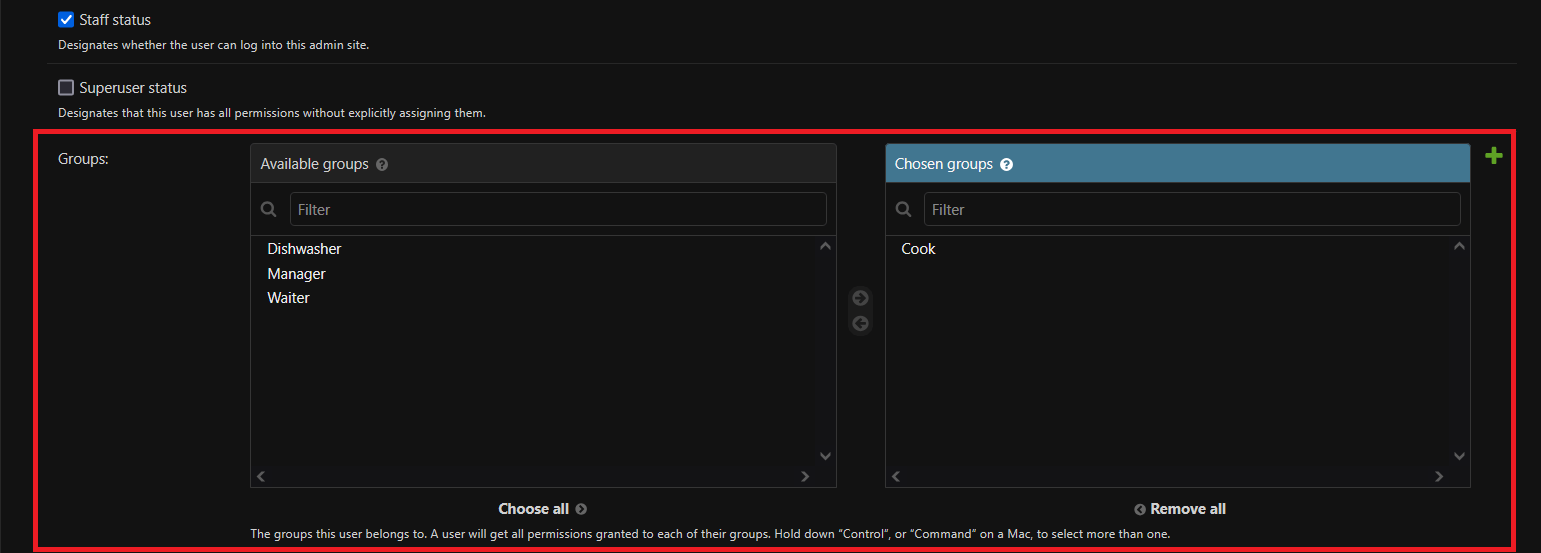 Staff status
Designates whether the user can log into this admin site.
Superuser status
Designates that this user has all permissions without explicitly assigning them.
Groups:
Available groups
Filter
Dishwasher
Manager
Waiter
Choose all
Chosen groups
Filter
Cook
Remove all
The groups this user belongs to. A user will get all permissions granted to each of their groups. Hold down “Control”, or “Command” on a Mac, to select more than one.